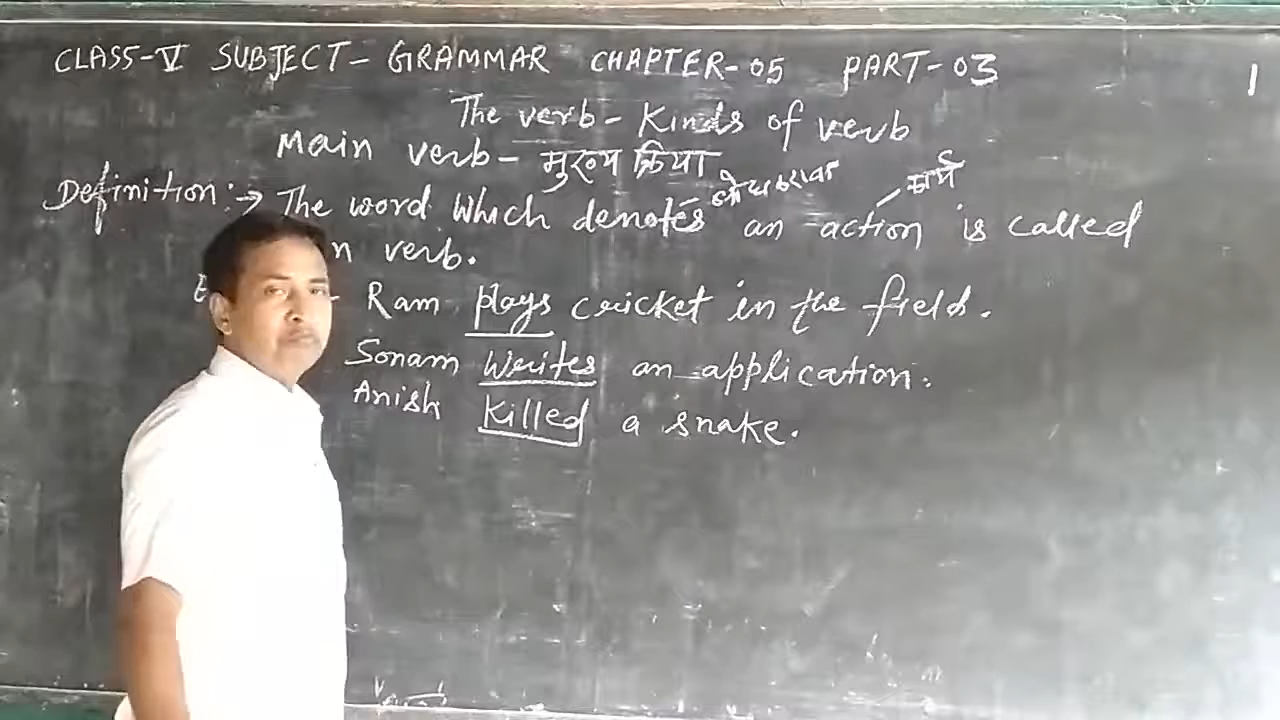 CLASS-V SUBJECT- GRAMMAR CHAPTER-05 PART-03
1
The verb- Kinds of verb
Main verb- मुख्य क्रिया
Definition:→ The word which denotes an action is called
कार्य
n verb.
Ram plays cricket in the field.
Sonam writes an application.
Anish killed a snake.